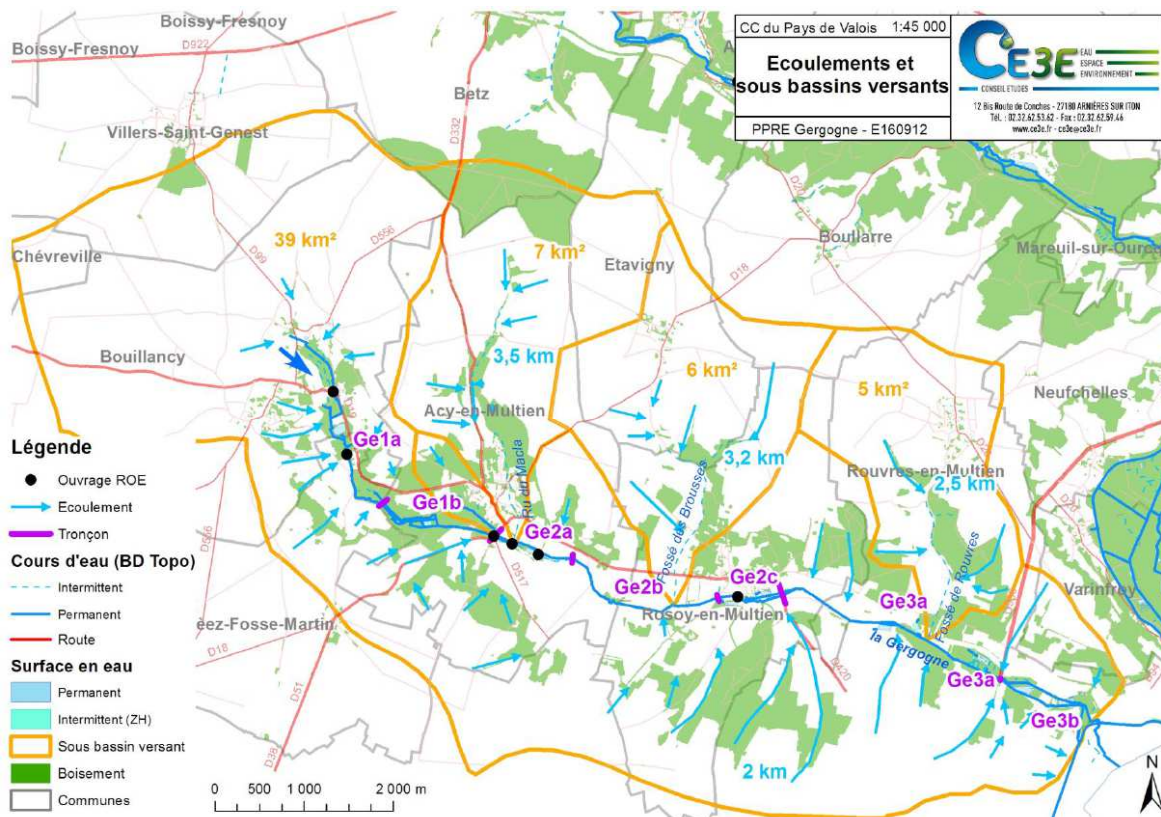 Boissy-Fresnoy
Boissy-Fresnoy
D922
Villers-Saint-Genest
Betz
D332
CC du Pays de Valois 1:45 000
Ecoulements et
sous bassins versants
PPRE Gergogne - E160912
CE3E
EAU
ESPACE
ENVIRONNEMENT
CONSEIL ETUDES
12 Bis Route de Conches - 27180 ARNIÈRES SUR ITON
Tél. : 02.32.62.53.62 - Fax : 02.32.62.59.46
www.ce3e.fr - ce3e@ce3e.fr
Chévreville
D99
39 km²
D556
7 km²
Etavigny
D18
Boullarre
Mareuil-sur-Ourcq
Bouillancy
3,5 km
Acy-en-Multien
6 km²
5 km²
Neufchelles
Ge1a
Ru du Macla
3,2 km
Rouvres-en-Multien
2,5 km
Ge1b
Ge2a
Fossé des Brousses
D517
Ge2b
Ge2c
Rosoy-en-Multien
Ge3a
Fossé de Rouvres
Varinfroy
la Gergogne
D420
Ge3a
Ge3b
2 km
éez-Fosse-Martin
D18
D51
D38
Légende
Ouvrage ROE
Ecoulement
Tronçon
Cours d'eau (BD Topo)
Intermittent
Permanent
Route
Surface en eau
Permanent
Intermittent (ZH)
Sous bassin versant
Boisement
Communes
0 500 1 000 2 000 m
N